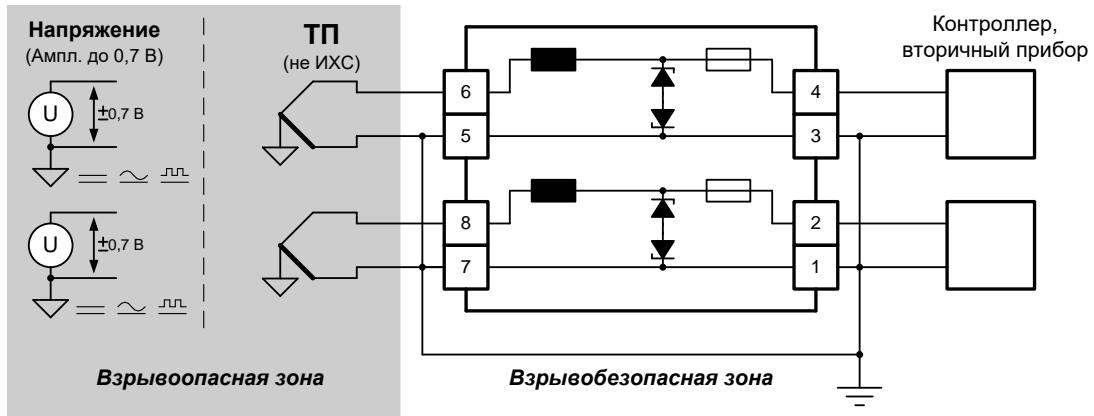 Напряжение
(Ампл. до 0,7 В)
U
±0,7 В
U
±0,7 В
ТП
(не ИХС)
6
5
8
7
4
3
2
1
Контроллер,
вторичный прибор
Взрывоопасная зона
Взрывобезопасная зона